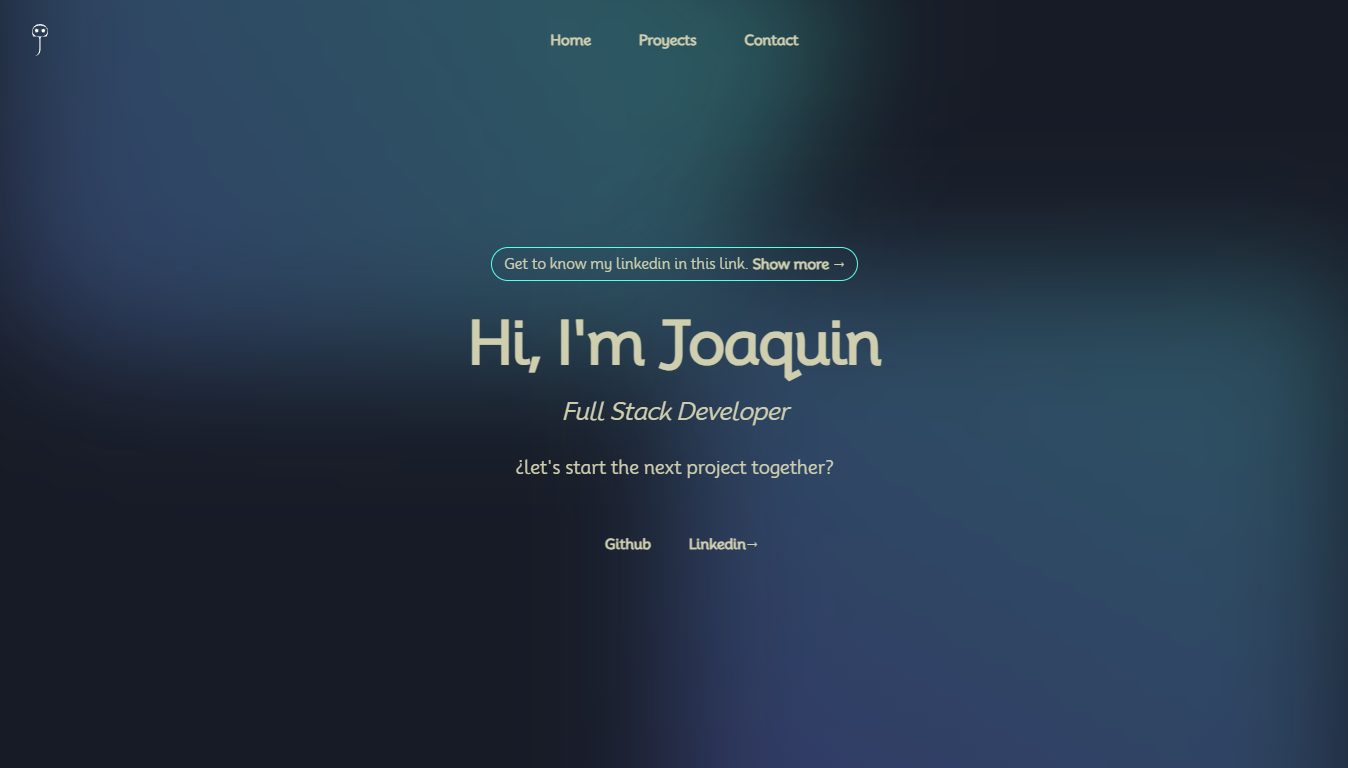 Home Proyects Contact
Get to know my linkedin in this link. Show more →
Hi, I'm Joaquin
Full Stack Developer
¿let's start the next project together?
Github Linkedin→